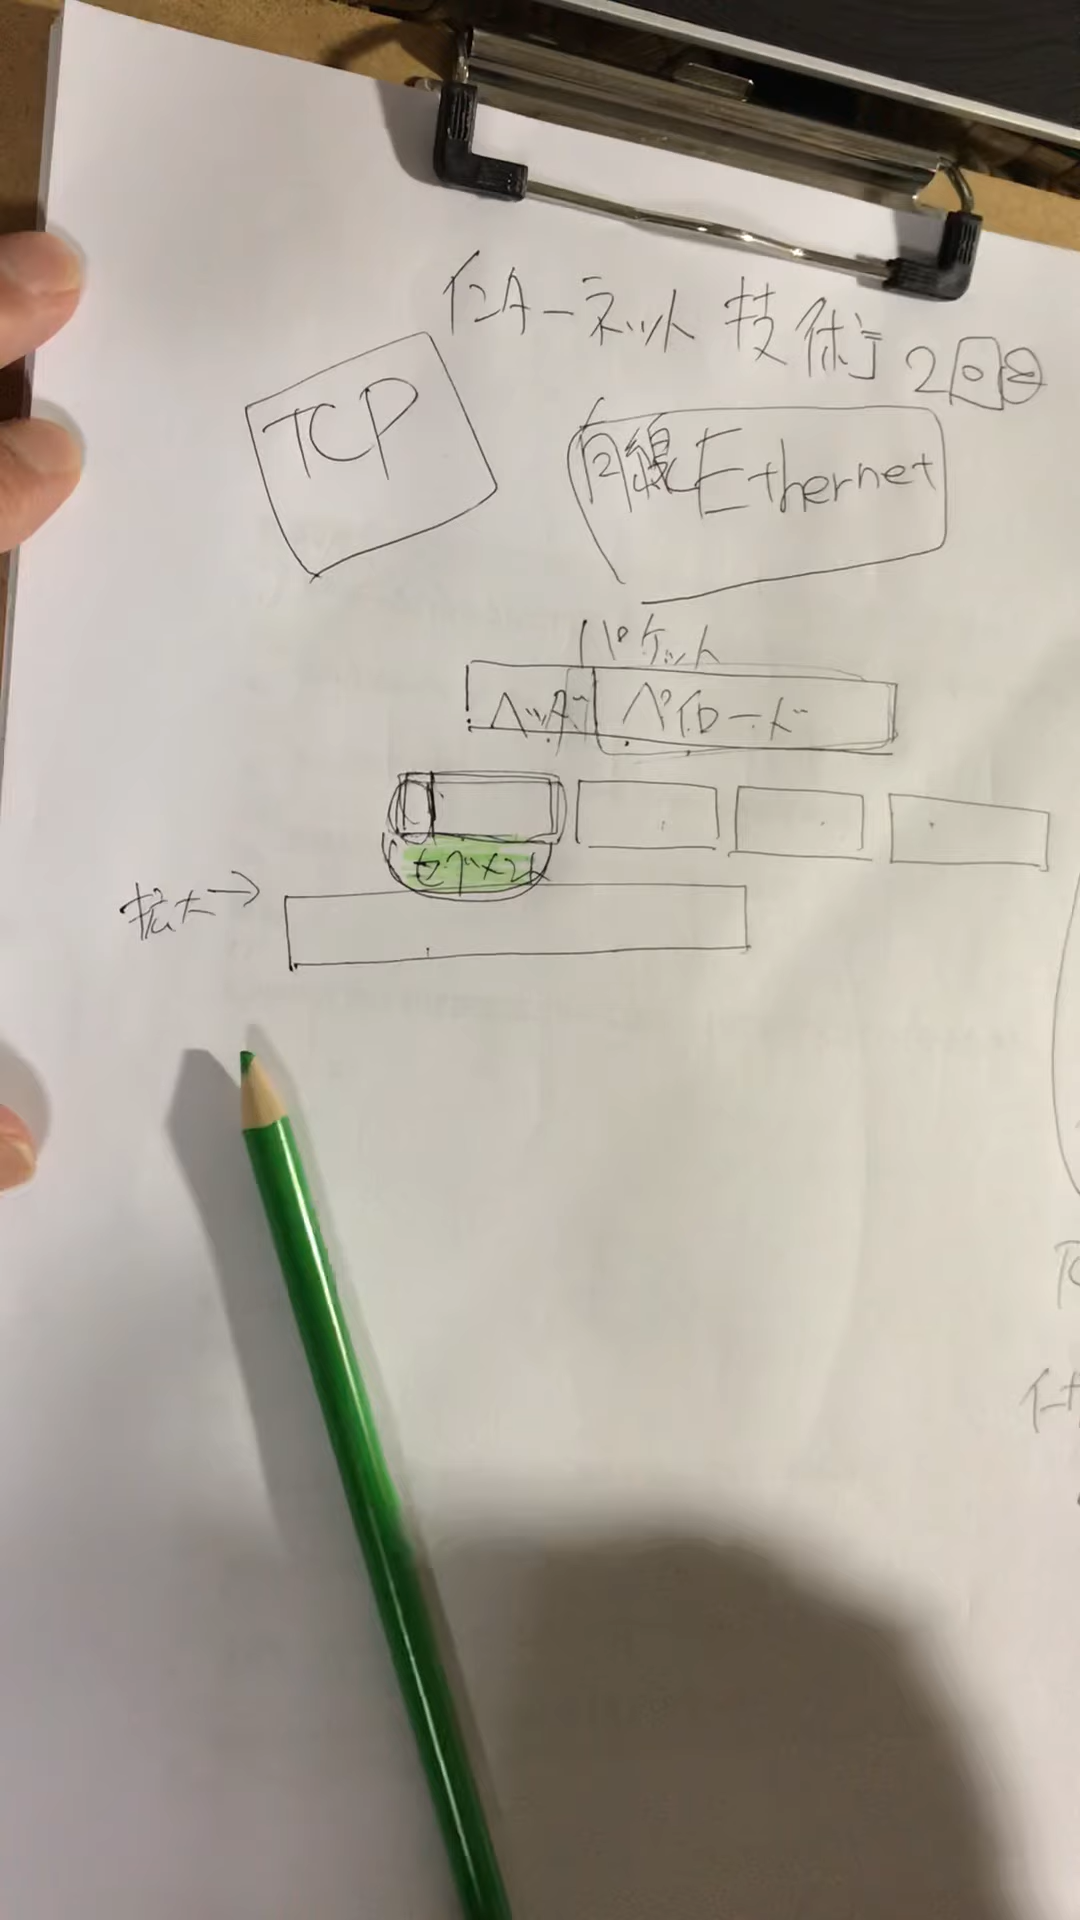 インターネット 技術 2回目
TCP
有線Ethernet
パケット
ヘッダ ペイロード
セグメント
拡大→